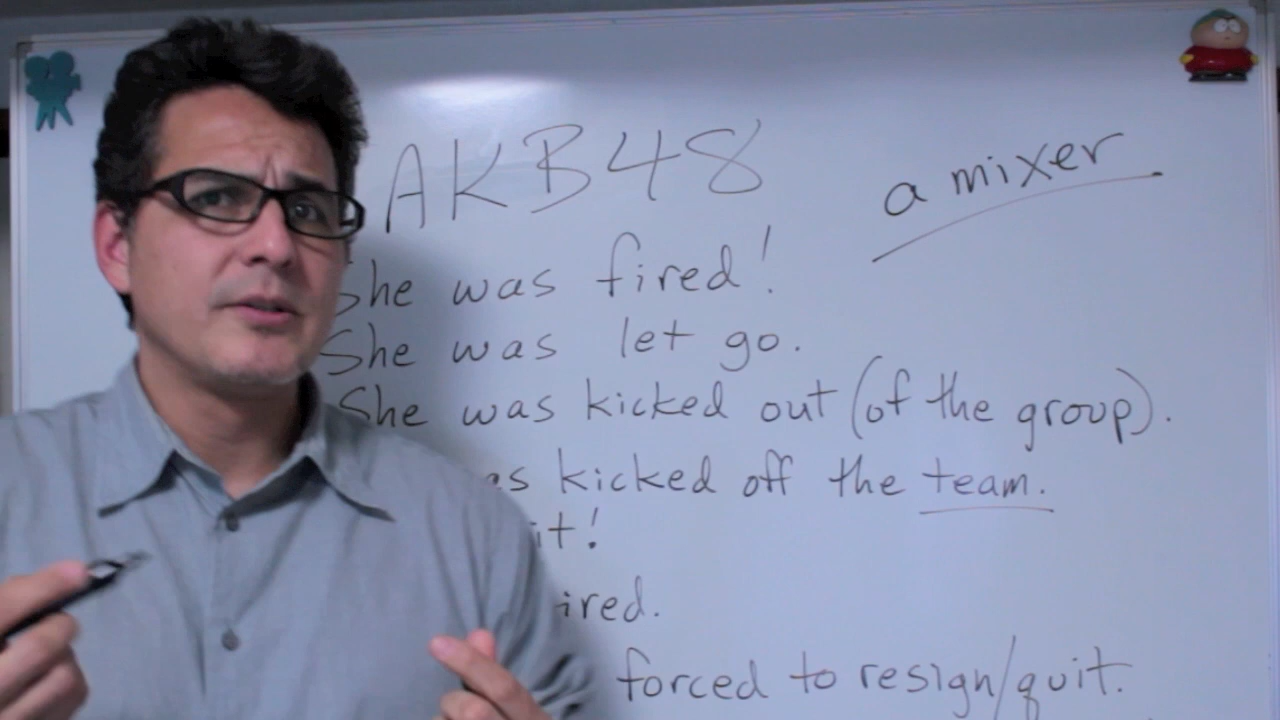 AKB48
a mixer
She was fired!
She was let go.
She was kicked out (of the group).
as kicked off the team.
it!
ired.
forced to resign/quit.